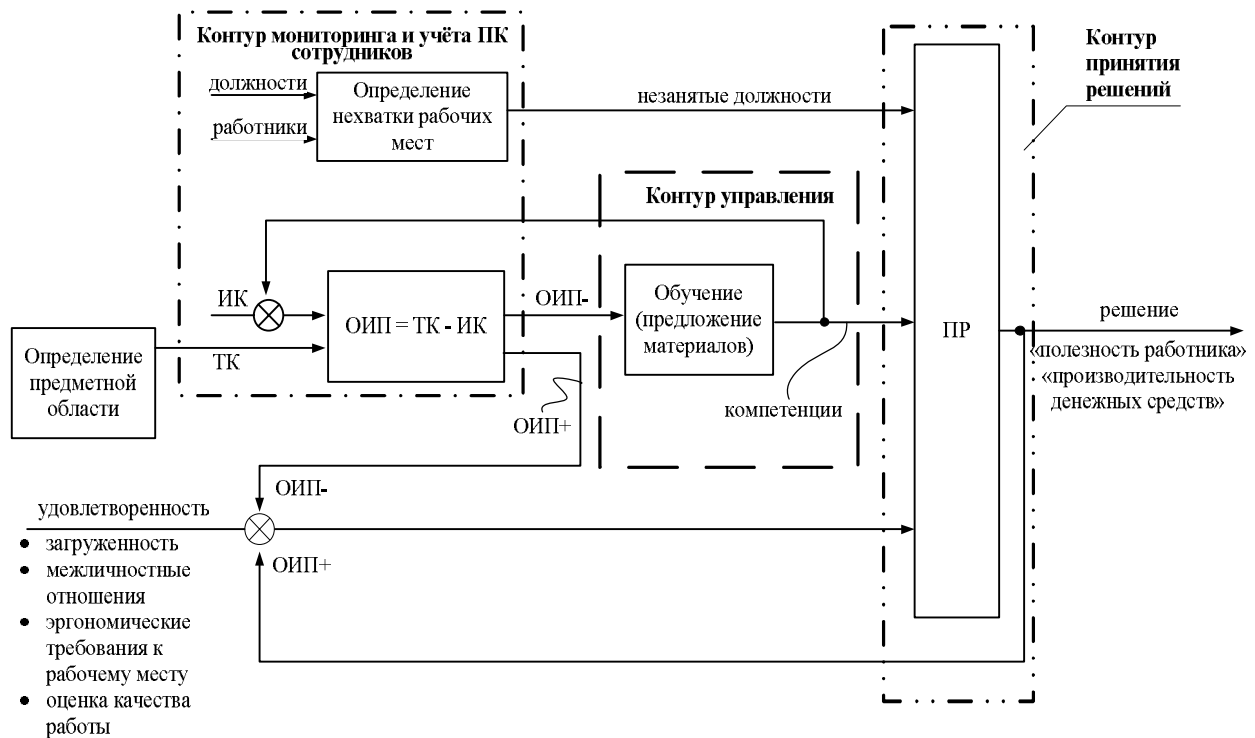 Контур мониторинга и учёта ПК
сотрудников
должности
работники
Определение
нехватки рабочих
мест
незанятые должности
Контур
принятия
решений
Контур управления
ИК
ТК
Определение
предметной
области
ОИП = ТК - ИК
ОИП-
ОИП+
Обучение
(предложение
материалов)
компетенции
ПР
решение
«полезность работника»
«производительность
денежных средств»
ОИП-
ОИП+
удовлетворенность
• загруженность
• межличностные
отношения
• эргономические
требования к
рабочему месту
• оценка качества
работы